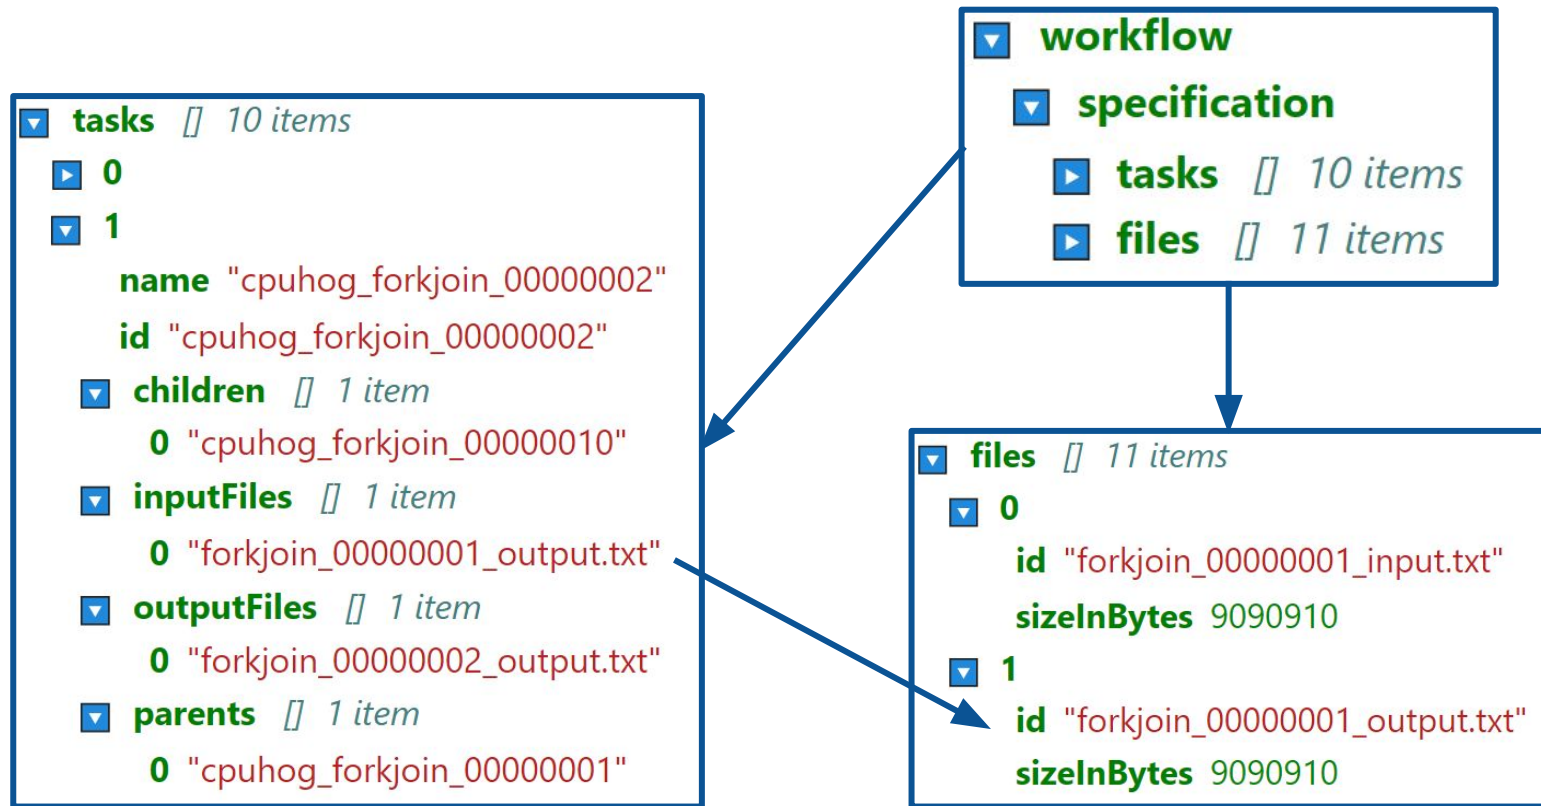 workflow
specification
tasks [] 10 items
files [] 11 items
tasks [] 10 items
0
1
name "cpuhog_forkjoin_00000002"
id "cpuhog_forkjoin_00000002"
children [] 1 item
0 "cpuhog_forkjoin_00000010"
inputFiles [] 1 item
0 "forkjoin_00000001_output.txt"
outputFiles [] 1 item
0 "forkjoin_00000002_output.txt"
parents [] 1 item
0 "cpuhog_forkjoin_00000001"
files [] 11 items
0
id "forkjoin_00000001_input.txt"
sizeInBytes 9090910
1
id "forkjoin_00000001_output.txt"
sizeInBytes 9090910